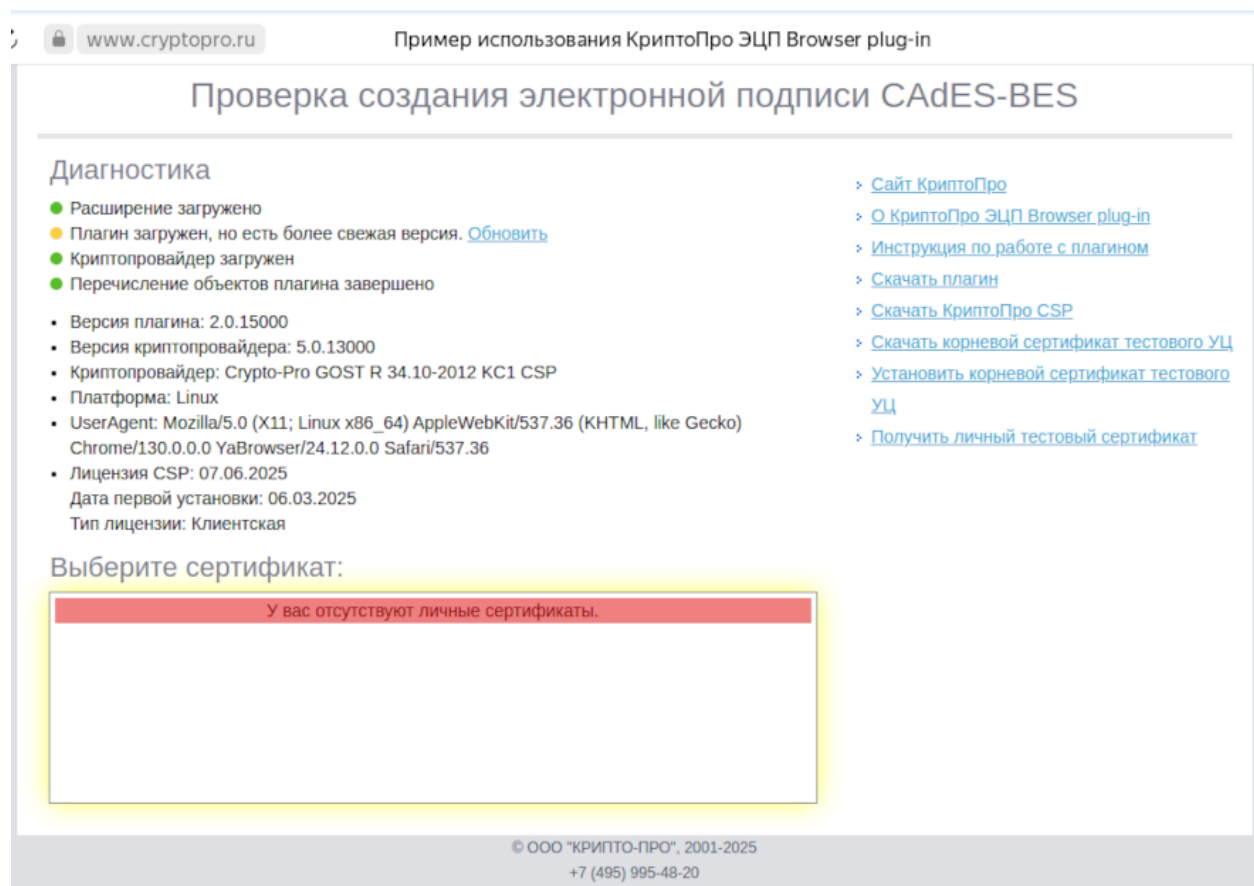 www.cryptopro.ru
Пример использования КриптоПро ЭЦП Browser plug-in
Проверка создания электронной подписи CAdES-BES
Диагностика
Расширение загружено
Плагин загружен, но есть более свежая версия. Обновить
Криптопровайдер загружен
Перечисление объектов плагина завершено
Версия плагина: 2.0.15000
Версия криптопровайдера: 5.0.13000
Криптопровайдер: Crypto-Pro GOST R 34.10-2012 KC1 CSP
Платформа: Linux
UserAgent: Mozilla/5.0 (X11; Linux x86_64) AppleWebKit/537.36 (KHTML, like Gecko)
Chrome/130.0.0.0 YaBrowser/24.12.0.0 Safari/537.36
Лицензия CSP: 07.06.2025
Дата первой установки: 06.03.2025
Тип лицензии: Клиентская
Сайт КриптоПро
О КриптоПро ЭЦП Browser plug-in
Инструкция по работе с плагином
Скачать плагин
Скачать КриптоПро CSP
Скачать корневой сертификат тестового УЦ
Установить корневой сертификат тестового
УЦ
Получить личный тестовый сертификат
Выберите сертификат:
У вас отсутствуют личные сертификаты.
© ООО "КРИПТО-ПРО", 2001-2025
+7 (495) 995-48-20